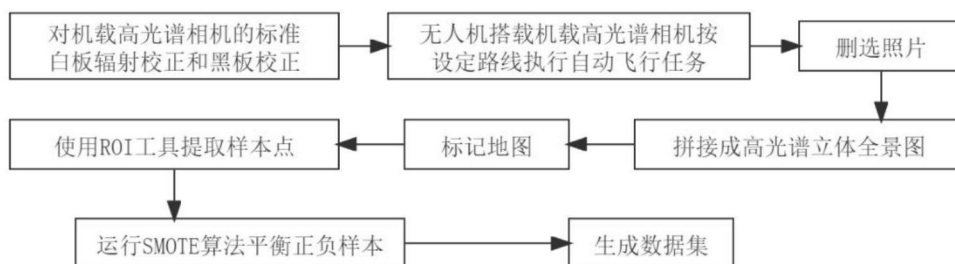 对机载高光谱相机的标准
白板辐射校正和黑板校正
无人机搭载机载高光谱相机按
设定路线执行自动飞行任务
删选照片
拼接成高光谱立体全景图
标记地图
使用ROI工具提取样本点
运行SMOTE算法平衡正负样本
生成数据集